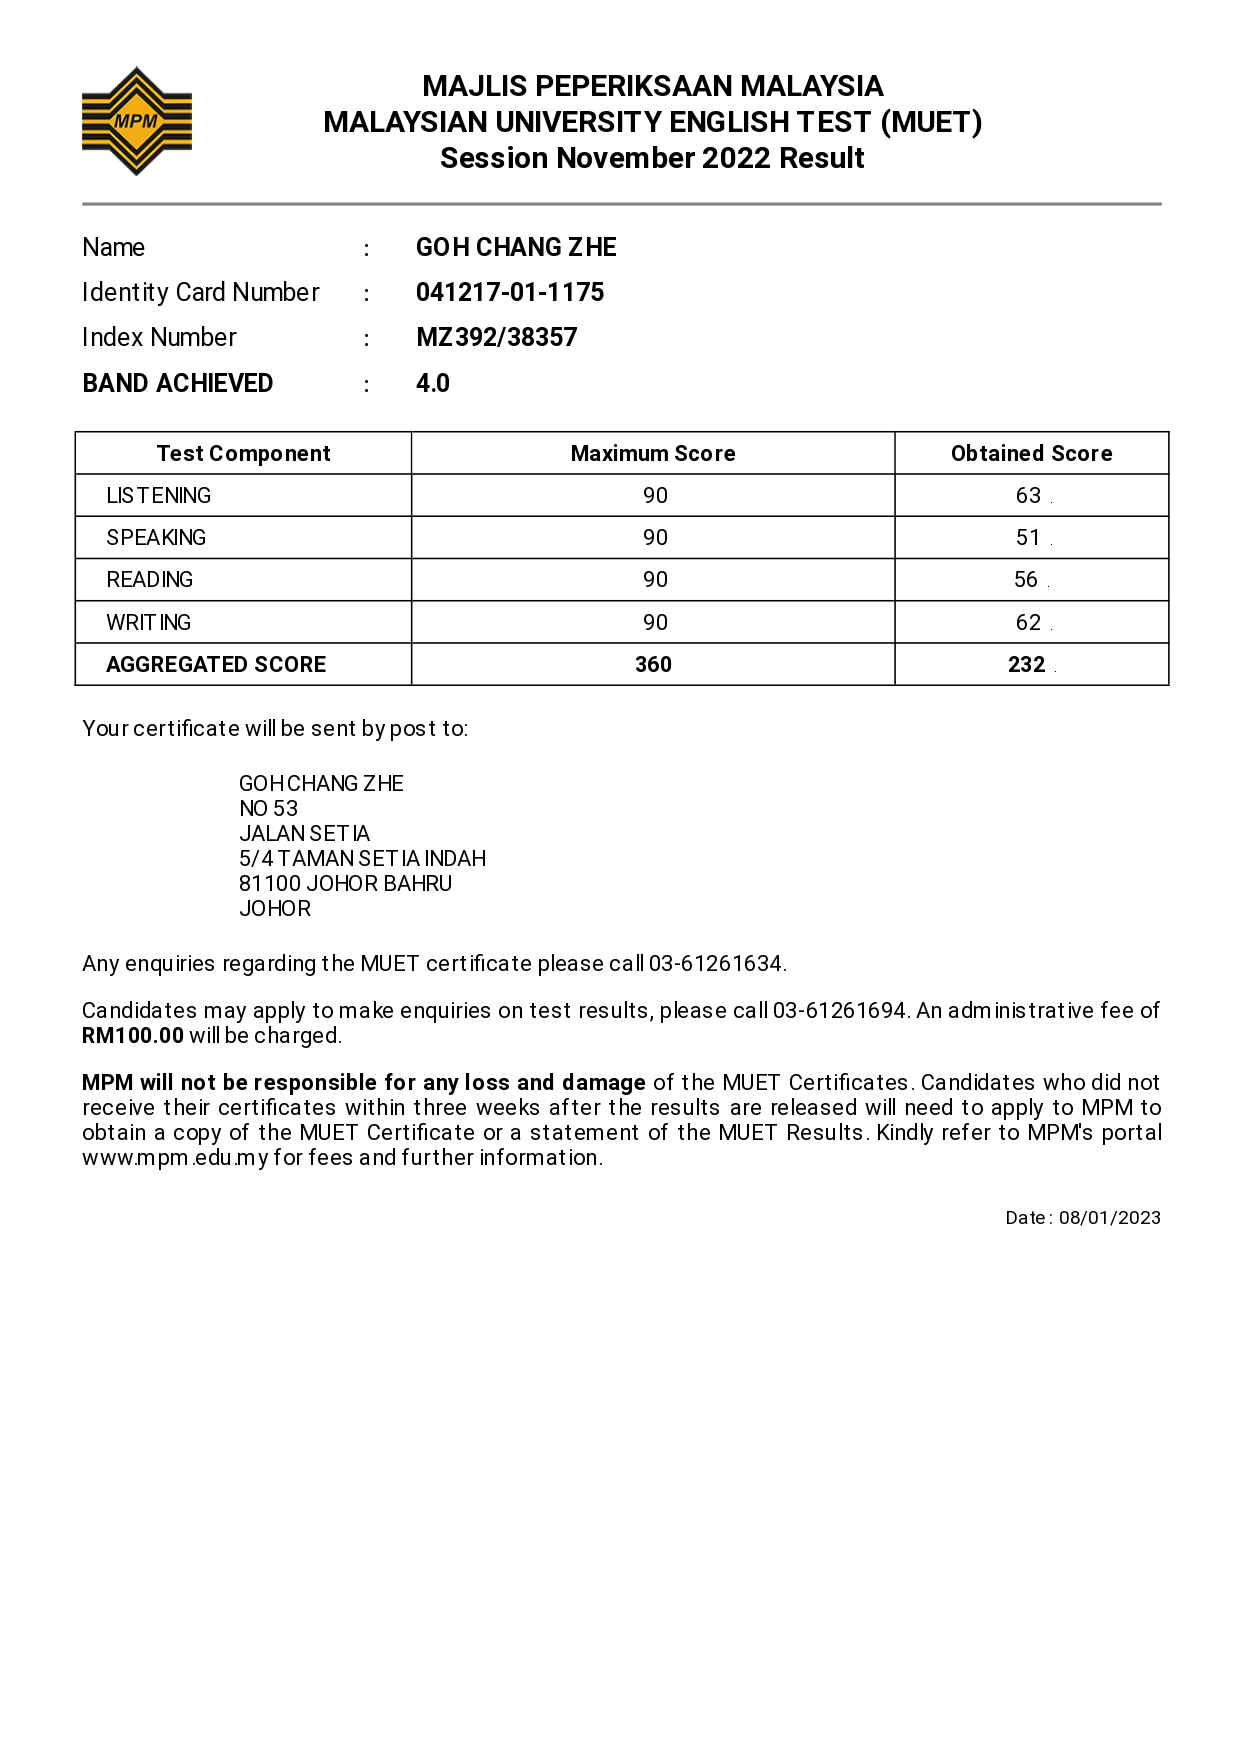 MPM
MAJLIS PEPERIKSAAN MALAYSIA
MALAYSIAN UNIVERSITY ENGLISH TEST (MUET)
Session November 2022 Result
Name : GOH CHANG ZHE
Identity Card Number : 041217-01-1175
Index Number : MZ392/38357
BAND ACHIEVED : 4.0
Test Component Maximum Score Obtained Score
LISTENING 90 63 .
SPEAKING 90 51 .
READING 90 56 .
WRITING 90 62 .
AGGREGATED SCORE 360 232 .
Your certificate will be sent by post to:
GOH CHANG ZHE
NO 53
JALAN SETIA
5/4 TAMAN SETIA INDAH
81100 JOHOR BAHRU
JOHOR
Any enquiries regarding the MUET certificate please call 03-61261634.
Candidates may apply to make enquiries on test results, please call 03-61261694. An administrative fee of
RM100.00 will be charged.
MPM will not be responsible for any loss and damage of the MUET Certificates. Candidates who did not
receive their certificates within three weeks after the results are released will need to apply to MPM to
obtain a copy of the MUET Certificate or a statement of the MUET Results. Kindly refer to MPM's portal
www.mpm.edu.my for fees and further information.
Date : 08/01/2023